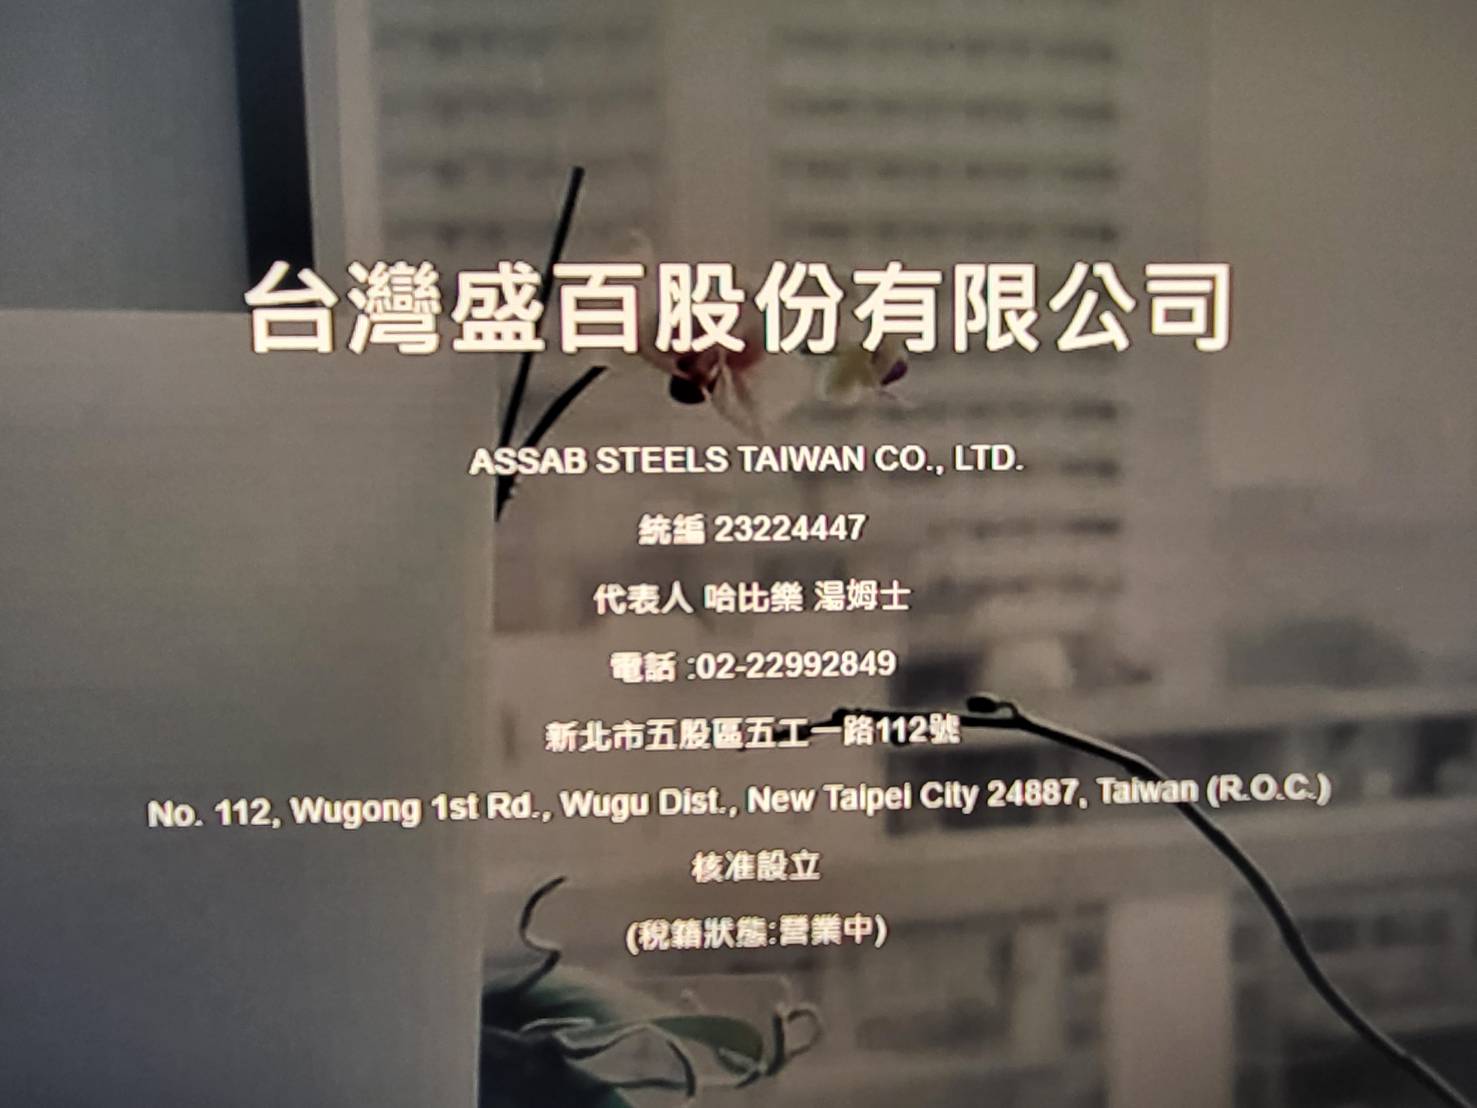 台灣盛百股份有限公司
ASSAB STEELS TAIWAN CO., LTD.
統編 23224447
代表人 哈比樂 湯姆士
電話 :02-22992849
新北市五股區五工一路112號
No. 112, Wugong 1st Rd., Wugu Dist., New Taipei City 24887, Taiwan (R.O.C.)
核准設立
(稅籍狀態:營業中)